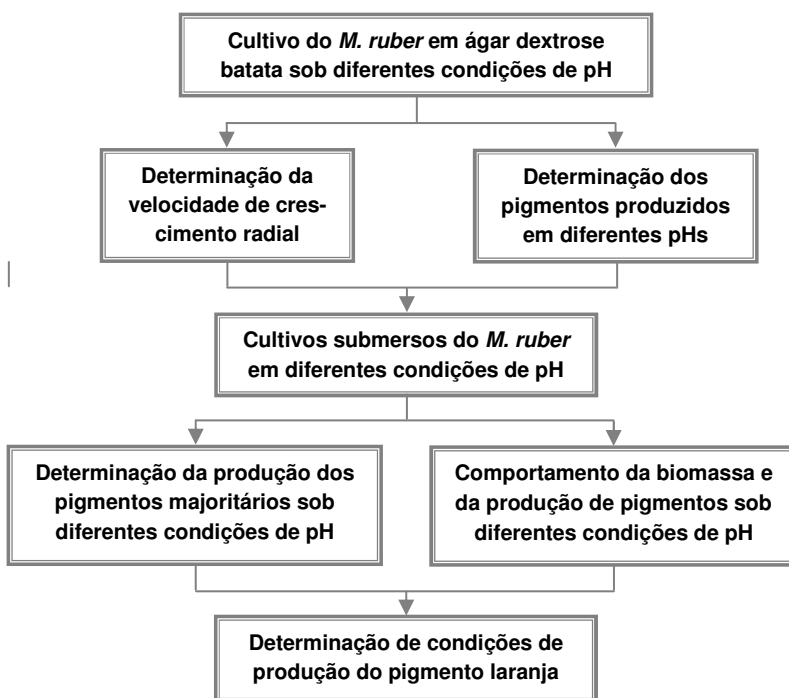 Cultivo do M. ruber em ágar dextrose
batata sob diferentes condições de pH
Determinação da
velocidade de cres-
cimento radial
Determinação dos
pigmentos produzidos
em diferentes pHs
Cultivos submersos do M. ruber
em diferentes condições de pH
Determinação da produção dos
pigmentos majoritários sob
diferentes condições de pH
Comportamento da biomassa e
da produção de pigmentos sob
diferentes condições de pH
Determinação de condições de
produção do pigmento laranja